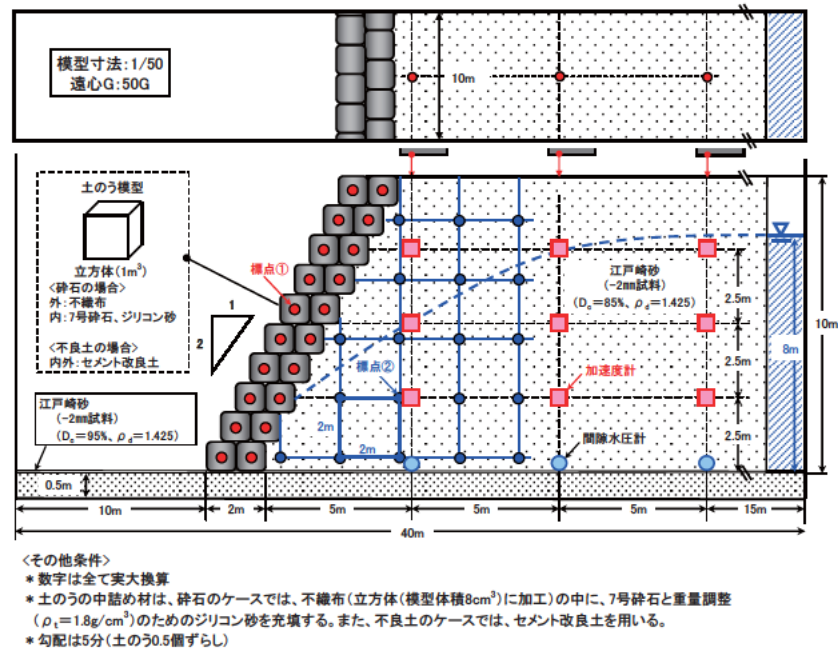 模型寸法:1/50
遠心G:50G
10m
土のう模型
立方体(1m³)
<砕石の場合>
外:不織布
内:7号砕石、ジリコン砂
<不良土の場合>
内外:セメント改良土
標点①
1
2
江戸崎砂
(-2mm試料)
(Dc=85%、ρd=1.425)
2.5m
10m
8m
2.5m
標点②
加速度計
江戸崎砂
(-2mm試料)
(Dc=95%、ρd=1.425)
2m
2m
間隙水圧計
2.5m
0.5m
10m
2m
5m
5m
5m
15m
40m
<その他条件>
*数字は全て実大換算
*土のうの中詰め材は、砕石のケースでは、不織布(立方体(模型体積8cm³)に加工)の中に、7号砕石と重量調整
(ρt=1.8g/cm³)のためのジリコン砂を充填する。また、不良土のケースでは、セメント改良土を用いる。
*勾配は5分(土のう0.5個ずらし)